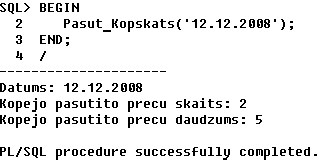 SQL> BEGIN
2 Pasut_Kopskats('12.12.2008');
3 END;
4 /
---------------------
Datums: 12.12.2008
Kopejo pasutito precu skaits: 2
Kopejo pasutito precu daudzums: 5
PL/SQL procedure successfully completed.